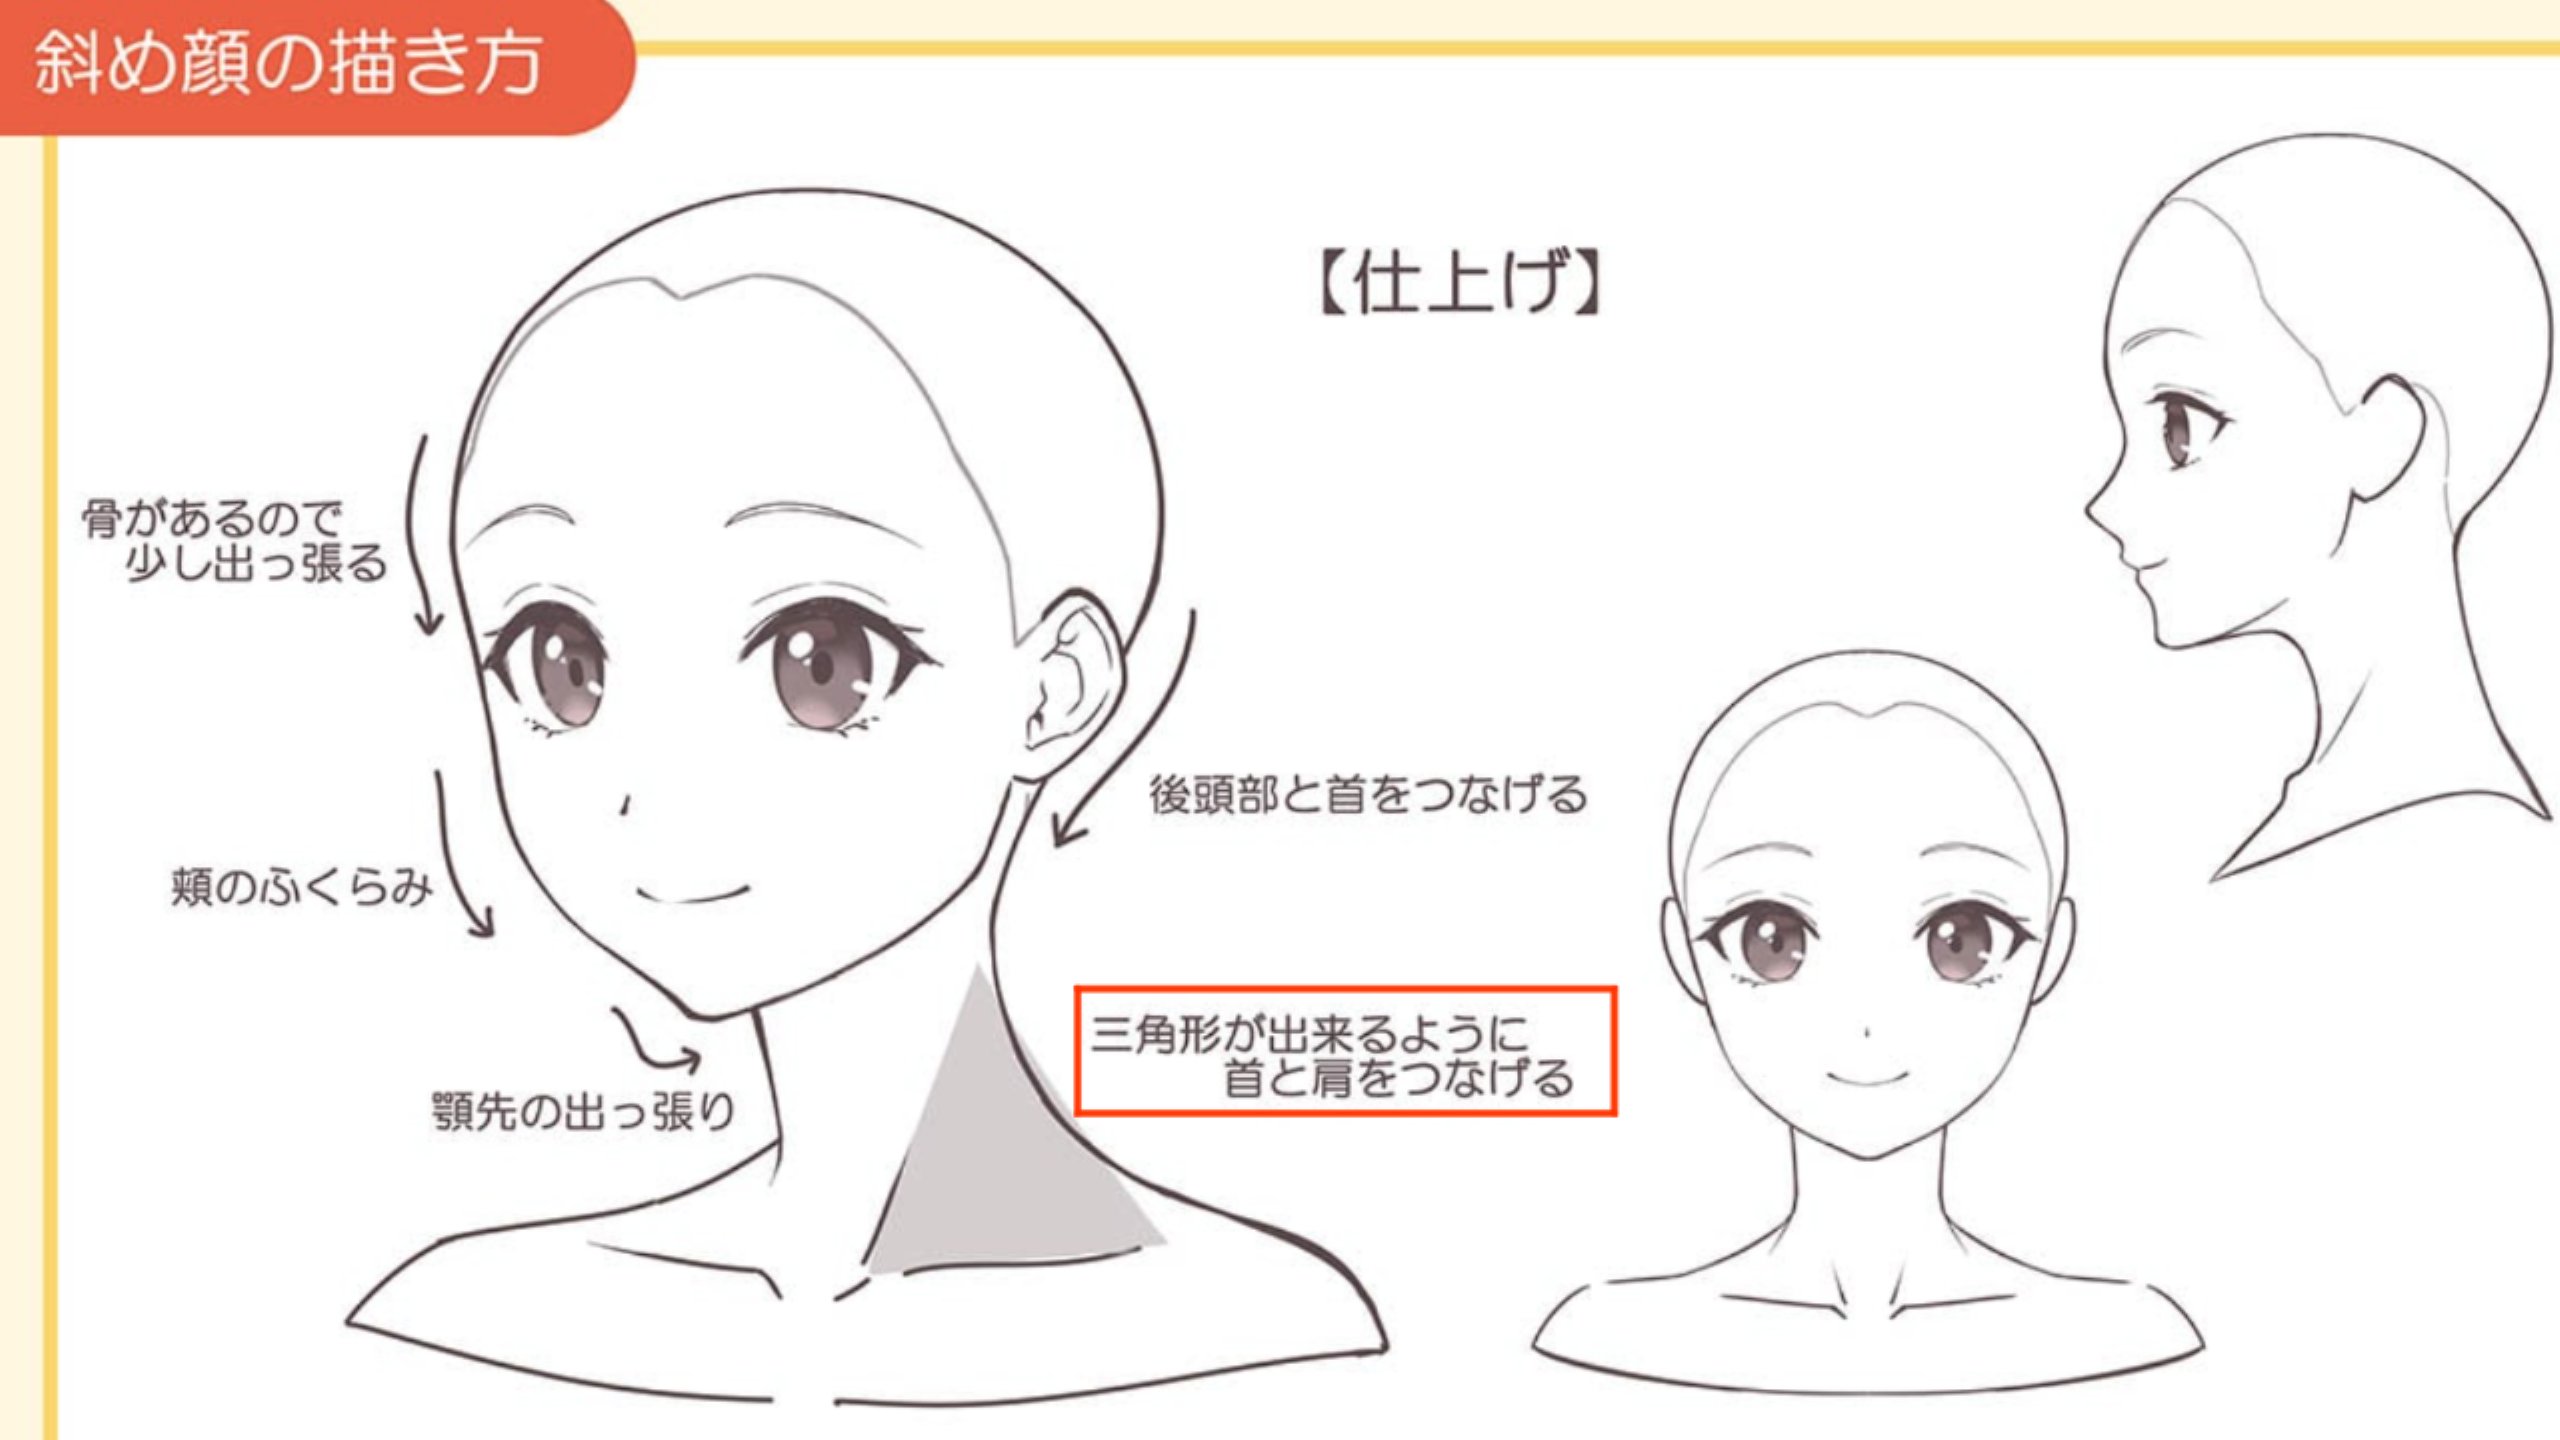 斜め顔の描き方
【仕上げ】
骨があるので
少し出っ張る
頬のふくらみ
顎先の出っ張り
後頭部と首をつなげる
三角形が出来るように
首と肩をつなげる